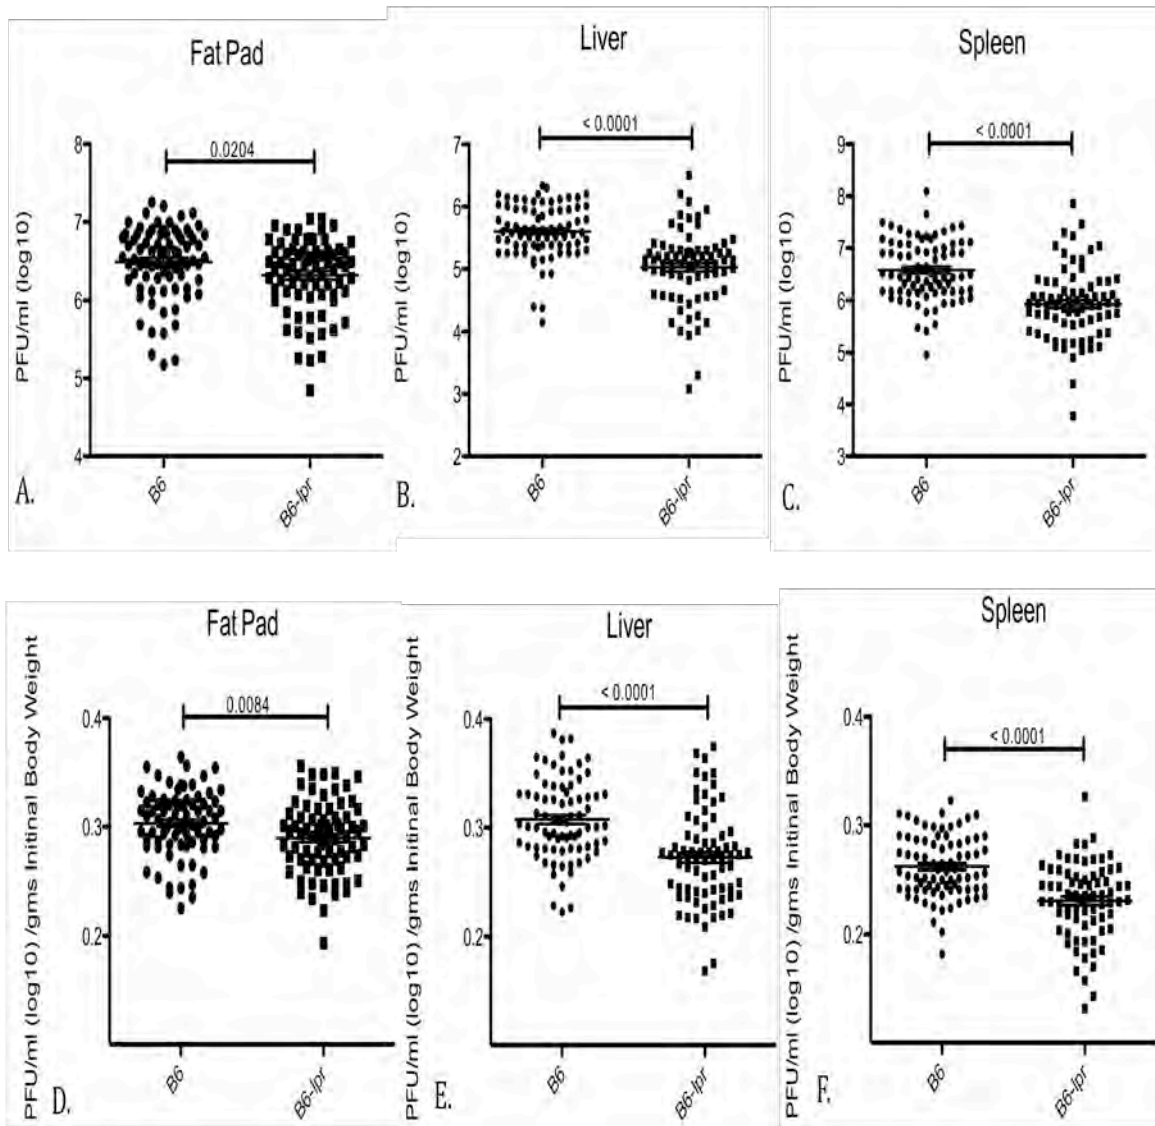 Fat Pad
0.0204
PFU/ml (log10)
8
7
6
5
4
B6
B6-lpr
A.
Liver
< 0.0001
PFU/ml (log10)
7
6
5
4
3
2
B6
B6-lpr
B.
Spleen
< 0.0001
PFU/ml (log10)
9
8
7
6
5
4
3
B6
B6-lpr
C.
Fat Pad
0.0084
PFU/ml (log10) /gms Initinal Body Weight
0.4
0.3
0.2
B6
B6-lpr
D.
Liver
< 0.0001
PFU/ml (log10) /gms Initinal Body Weight
0.4
0.3
0.2
B6
B6-lpr
E.
Spleen
< 0.0001
PFU/ml (log10) /gms Initinal Body Weight
0.4
0.3
0.2
B6
B6-lpr
F.